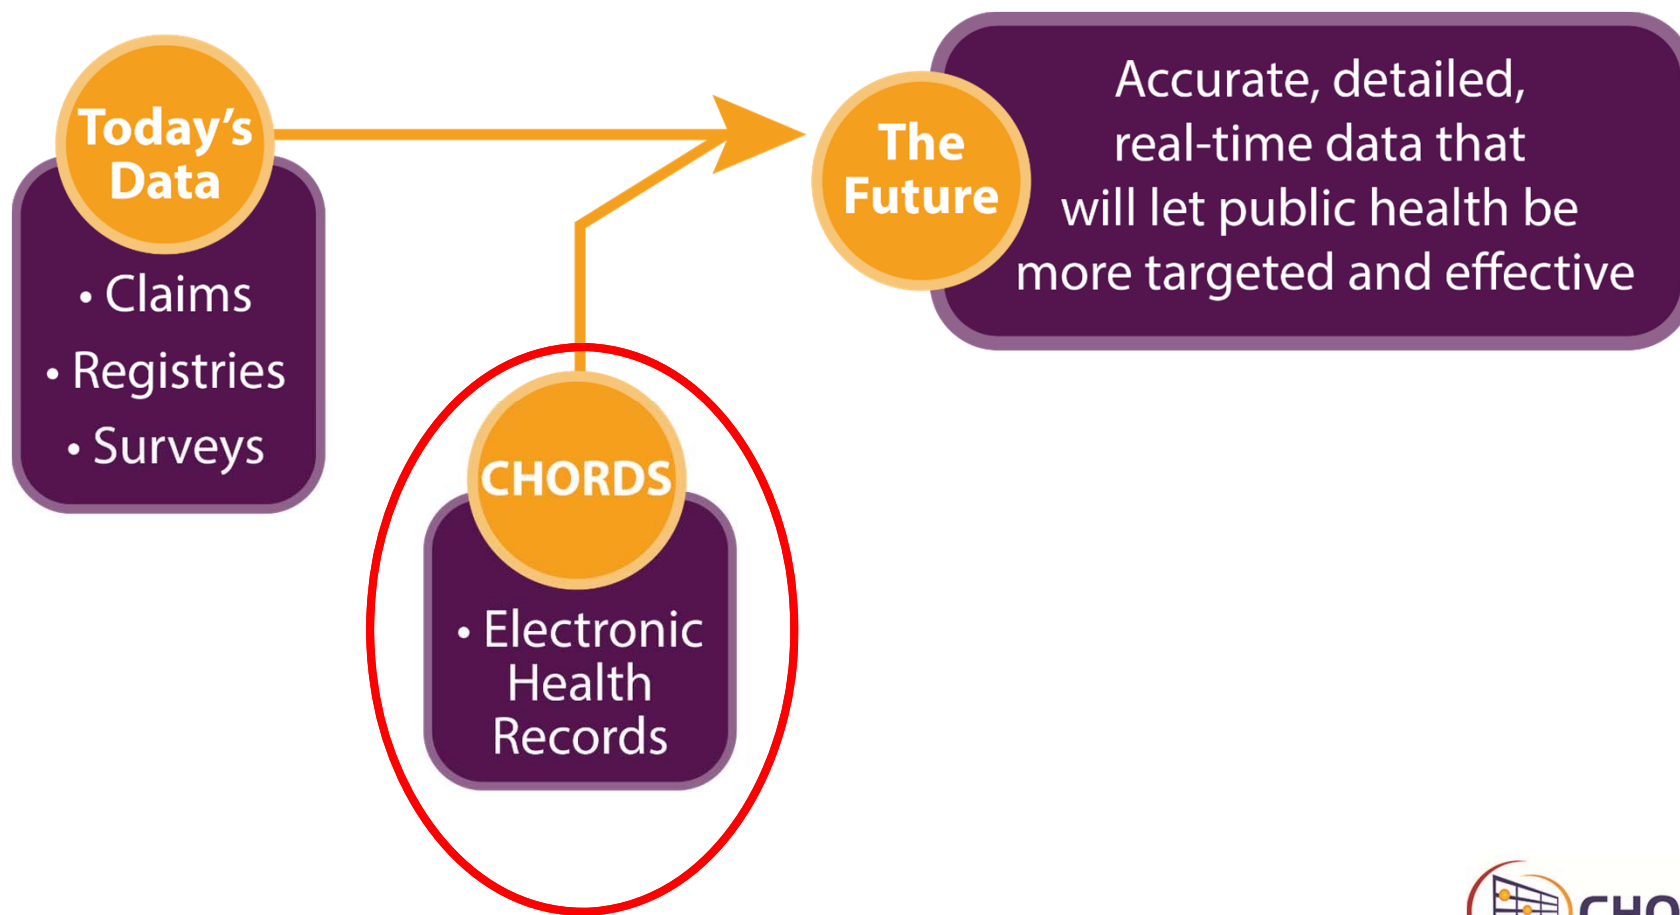 Today's
Data
• Claims
• Registries
• Surveys
CHORDS
• Electronic
Health
Records
The
Future
Accurate, detailed,
real-time data that
will let public health be
more targeted and effective